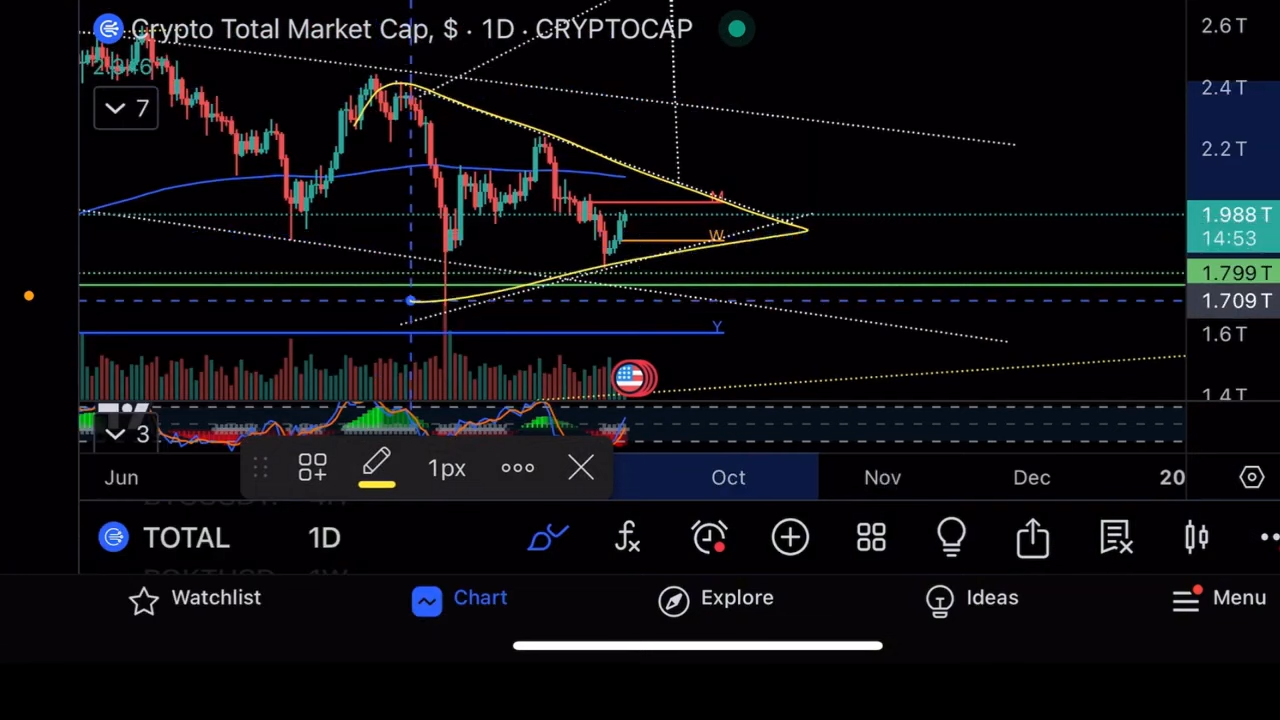 Crypto Total Market Cap, $ · 1D · CRYPTOCAP
2.6 T
7
2.4 T
2.2 T
M
1.988 T
14:53
W
1.799 T
1.709 T
Y
1.6 T
1.4 T
3
1px
Jun
Oct
Nov
Dec
20
TOTAL
1D
Watchlist
Chart
Explore
Ideas
Menu